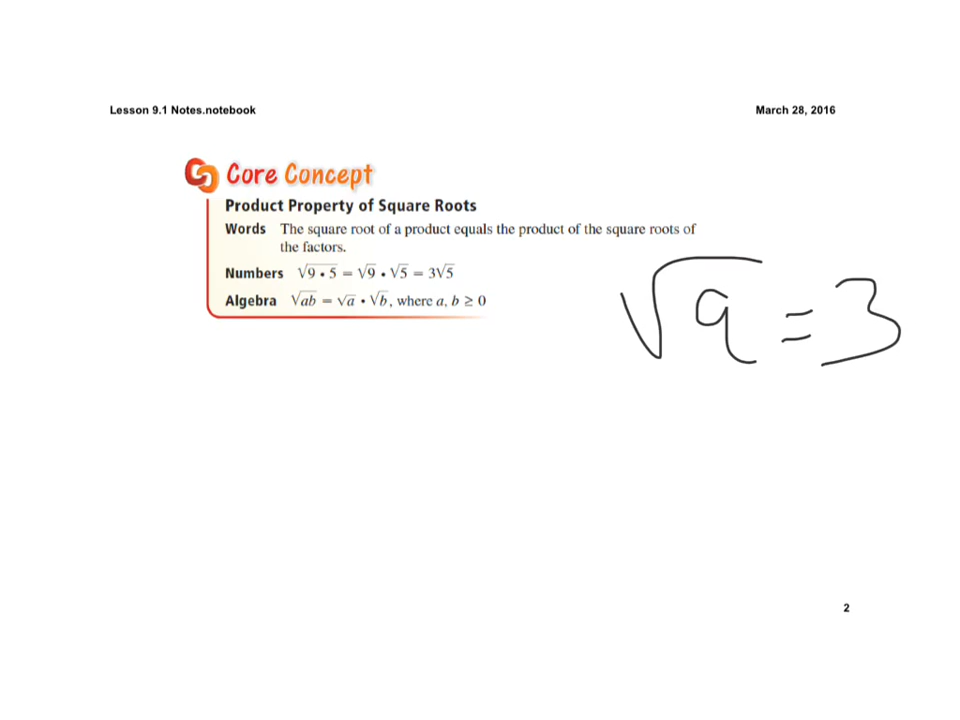 Lesson 9.1 Notes.notebook March 28, 2016
Core Concept
Product Property of Square Roots
Words The square root of a product equals the product of the square roots of
the factors.
Numbers √9 • 5 = √9 • √5 = 3√5
Algebra √ab = √a • √b, where a, b ≥ 0
√9 = 3
2